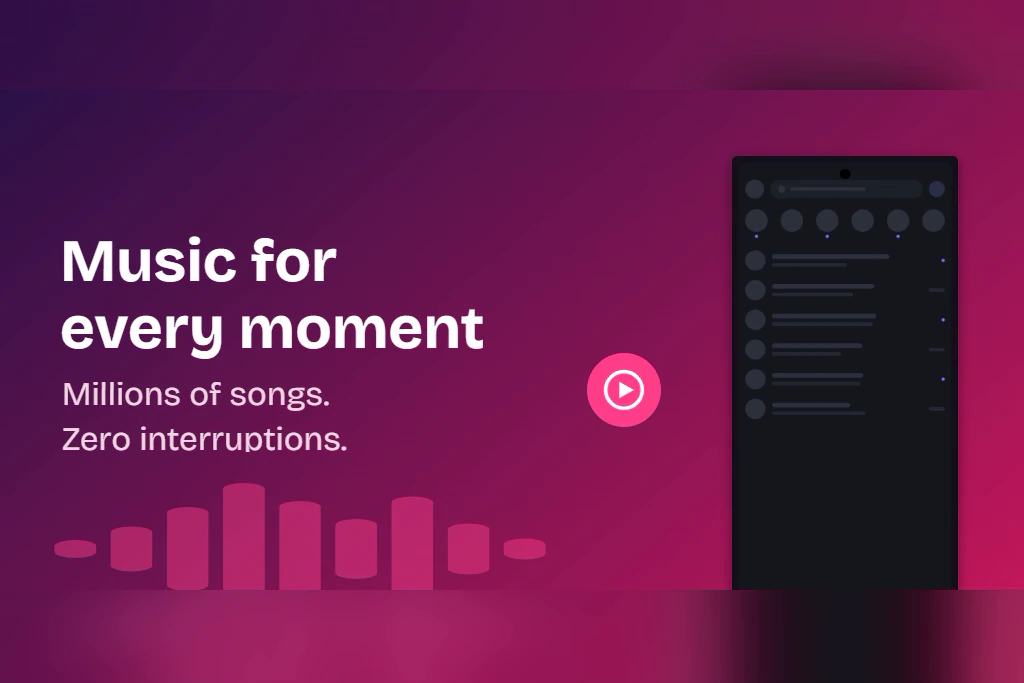 Music for
every moment
Millions of songs.
Zero interruptions.